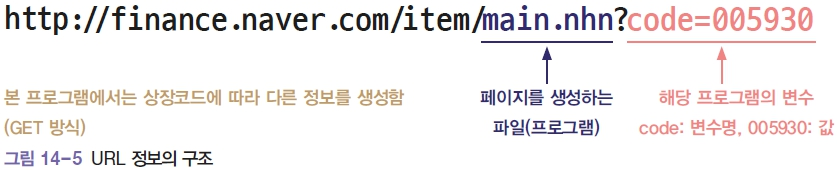 http://finance.naver.com/item/main.nhn?code=005930
본 프로그램에서는 상장코드에 따라 다른 정보를 생성함
(GET 방식)
페이지를 생성하는
파일(프로그램)
해당 프로그램의 변수
code: 변수명, 005930: 값
그림 14-5 URL 정보의 구조